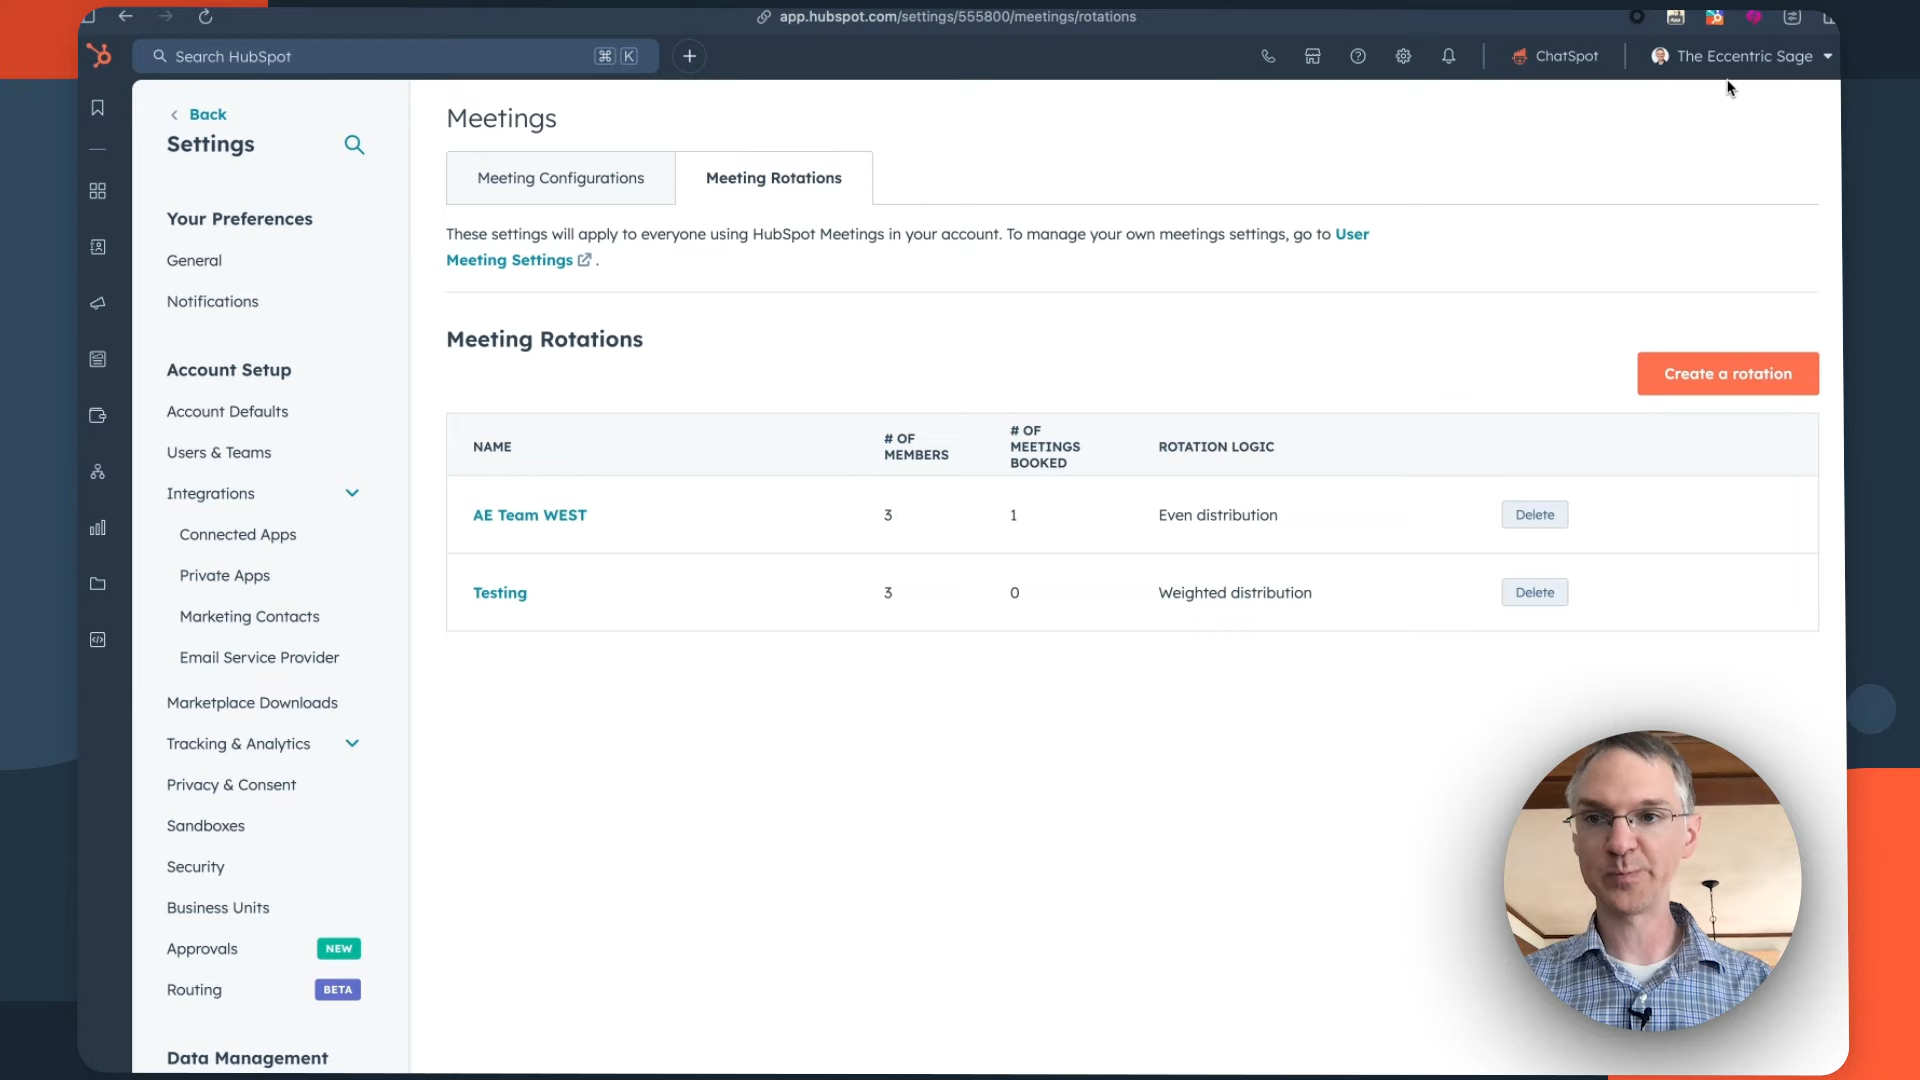 app.hubspot.com/settings/555800/meetings/rotations
Search HubSpot
⌘ K
ChatSpot
The Eccentric Sage
Back
Settings
Your Preferences
General
Notifications
Account Setup
Account Defaults
Users & Teams
Integrations
Connected Apps
Private Apps
Marketing Contacts
Email Service Provider
Marketplace Downloads
Tracking & Analytics
Privacy & Consent
Sandboxes
Security
Business Units
Approvals NEW
Routing BETA
Data Management
Meetings
Meeting Configurations
Meeting Rotations
These settings will apply to everyone using HubSpot Meetings in your account. To manage your own meetings settings, go to User
Meeting Settings .
Meeting Rotations
Create a rotation
NAME
# OF
MEMBERS
# OF
MEETINGS
BOOKED
ROTATION LOGIC
AE Team WEST 3 1 Even distribution Delete
Testing 3 0 Weighted distribution Delete